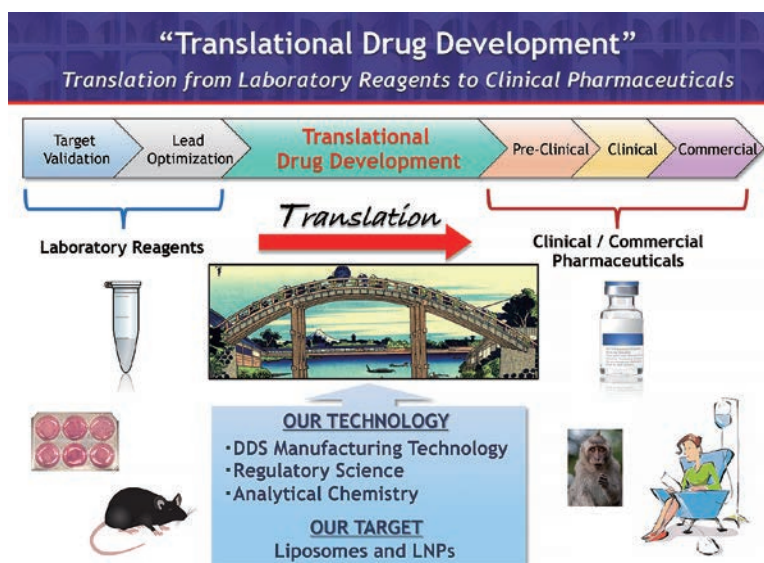 “Translational Drug Development”
Translation from Laboratory Reagents to Clinical Pharmaceuticals
Target
Validation
Lead
Optimization
Translational
Drug Development
Pre-Clinical
Clinical
Commercial
Translation
Laboratory Reagents
Clinical / Commercial
Pharmaceuticals
OUR TECHNOLOGY
・DDS Manufacturing Technology
・Regulatory Science
・Analytical Chemistry
OUR TARGET
Liposomes and LNPs